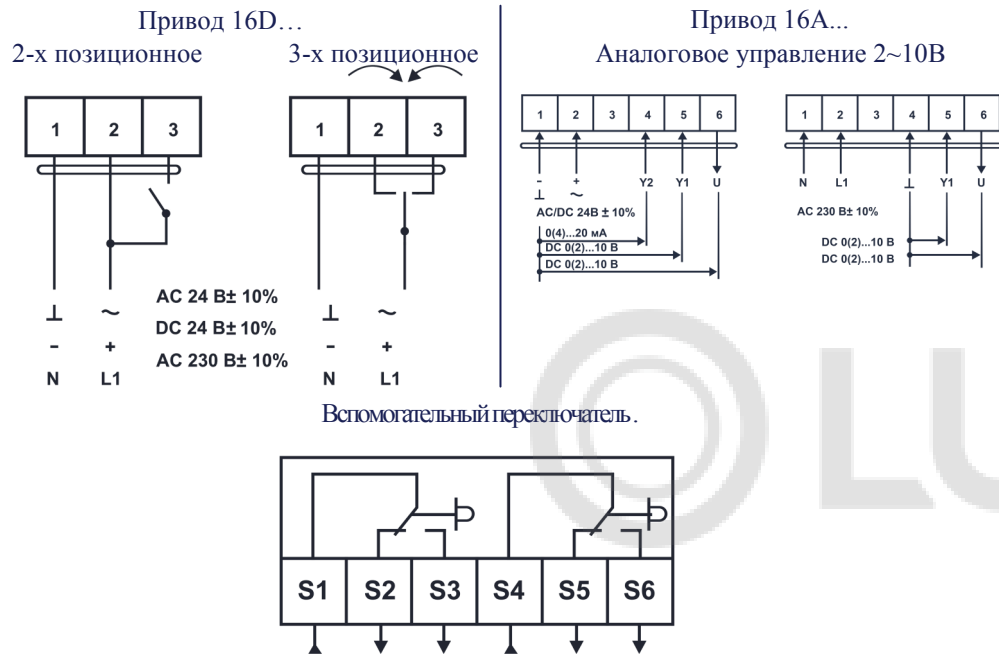 Привод 16D…
2-х позиционное 3-х позиционное
1 2 3
1 2 3
AC 24 В± 10%
DC 24 В± 10%
AC 230 В± 10%
⊥ ~
- +
N L1
⊥ ~
- +
N L1
Привод 16A...
Аналоговое управление 2~10В
1 2 3 4 5 6
- + Y2 Y1 U
⊥ ~
AC/DC 24В ± 10%
0(4)...20 мА
DC 0(2)...10 В
DC 0(2)...10 В
1 2 3 4 5 6
N L1 ⊥ Y1 U
AC 230 В± 10%
DC 0(2)...10 В
DC 0(2)...10 В
Вспомогательный переключатель.
S1 S2 S3 S4 S5 S6
LU